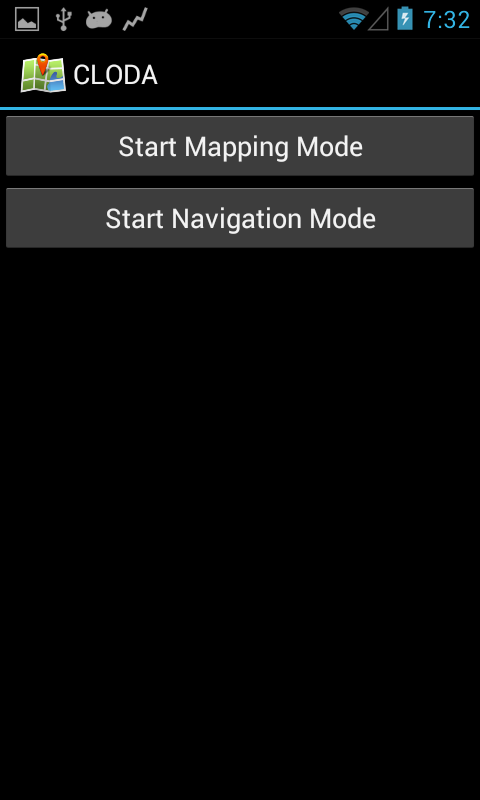 7:32
CLODA
Start Mapping Mode
Start Navigation Mode